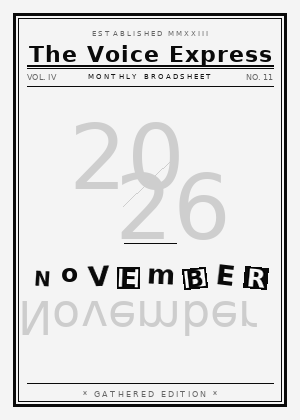 ESTABLISHED MMXXIII
The Voice Express
VOL. IV MONTHLY BROADSHEET NO. 11
20
26
NoVEmBER
November
* GATHERED EDITION *